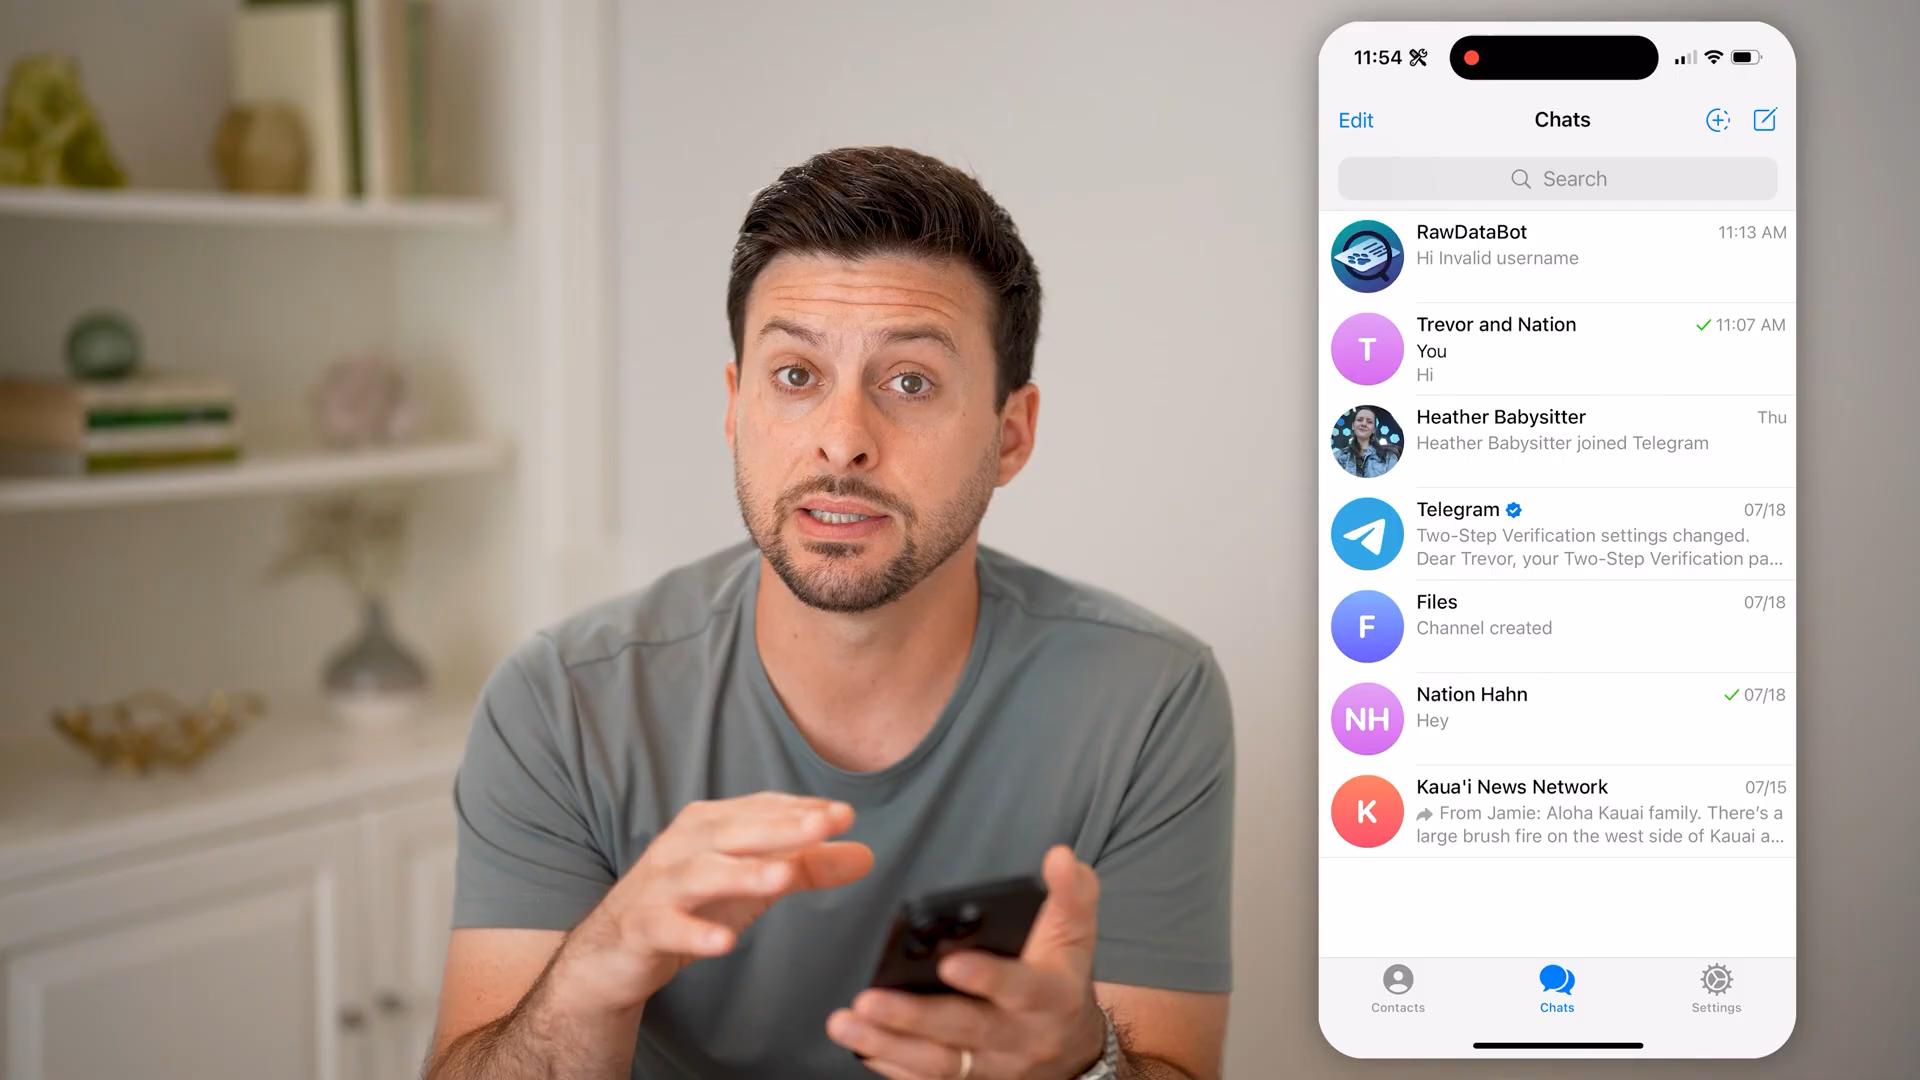 11:54
Edit
Chats
Search
RawDataBot
11:13 AM
Hi Invalid username
T
Trevor and Nation
11:07 AM
You
Hi
Heather Babysitter
Thu
Heather Babysitter joined Telegram
Telegram
07/18
Two-Step Verification settings changed.
Dear Trevor, your Two-Step Verification pa...
F
Files
07/18
Channel created
NH
Nation Hahn
07/18
Hey
K
Kaua'i News Network
07/15
From Jamie: Aloha Kauai family. There's a
large brush fire on the west side of Kauai a...
Contacts
Chats
Settings